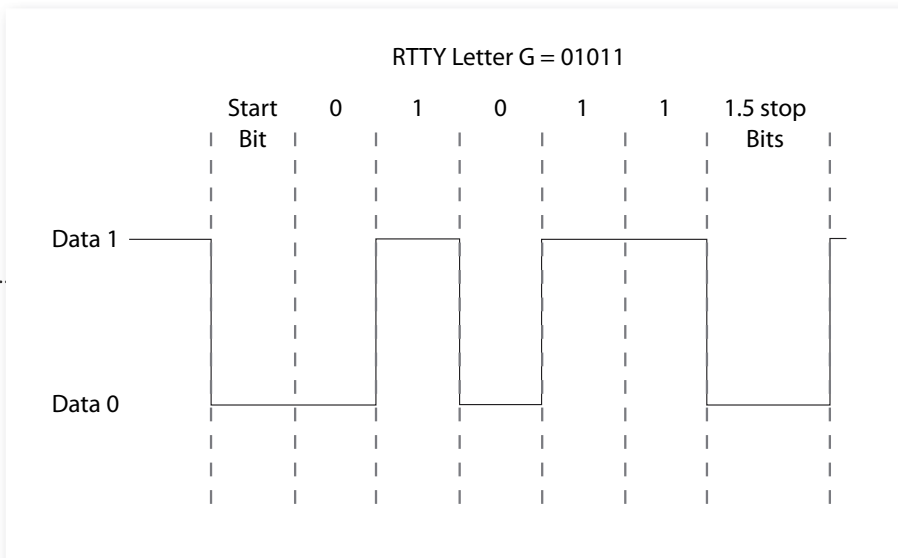 RTTY Letter G = 01011
Start Bit 0 1 0 1 1 1.5 stop Bits
Data 1
Data 0